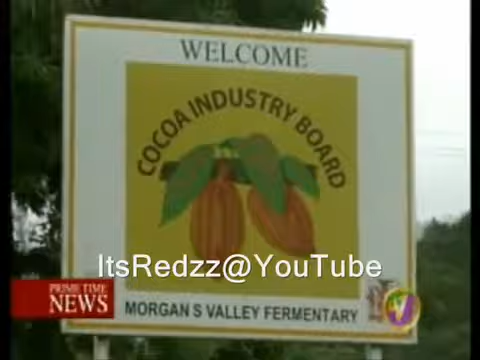 WELCOME
COCOA INDUSTRY BOARD
ItsRedzz@YouTube
PRIME TIME
NEWS
MORGAN S VALLEY FERMENTARY